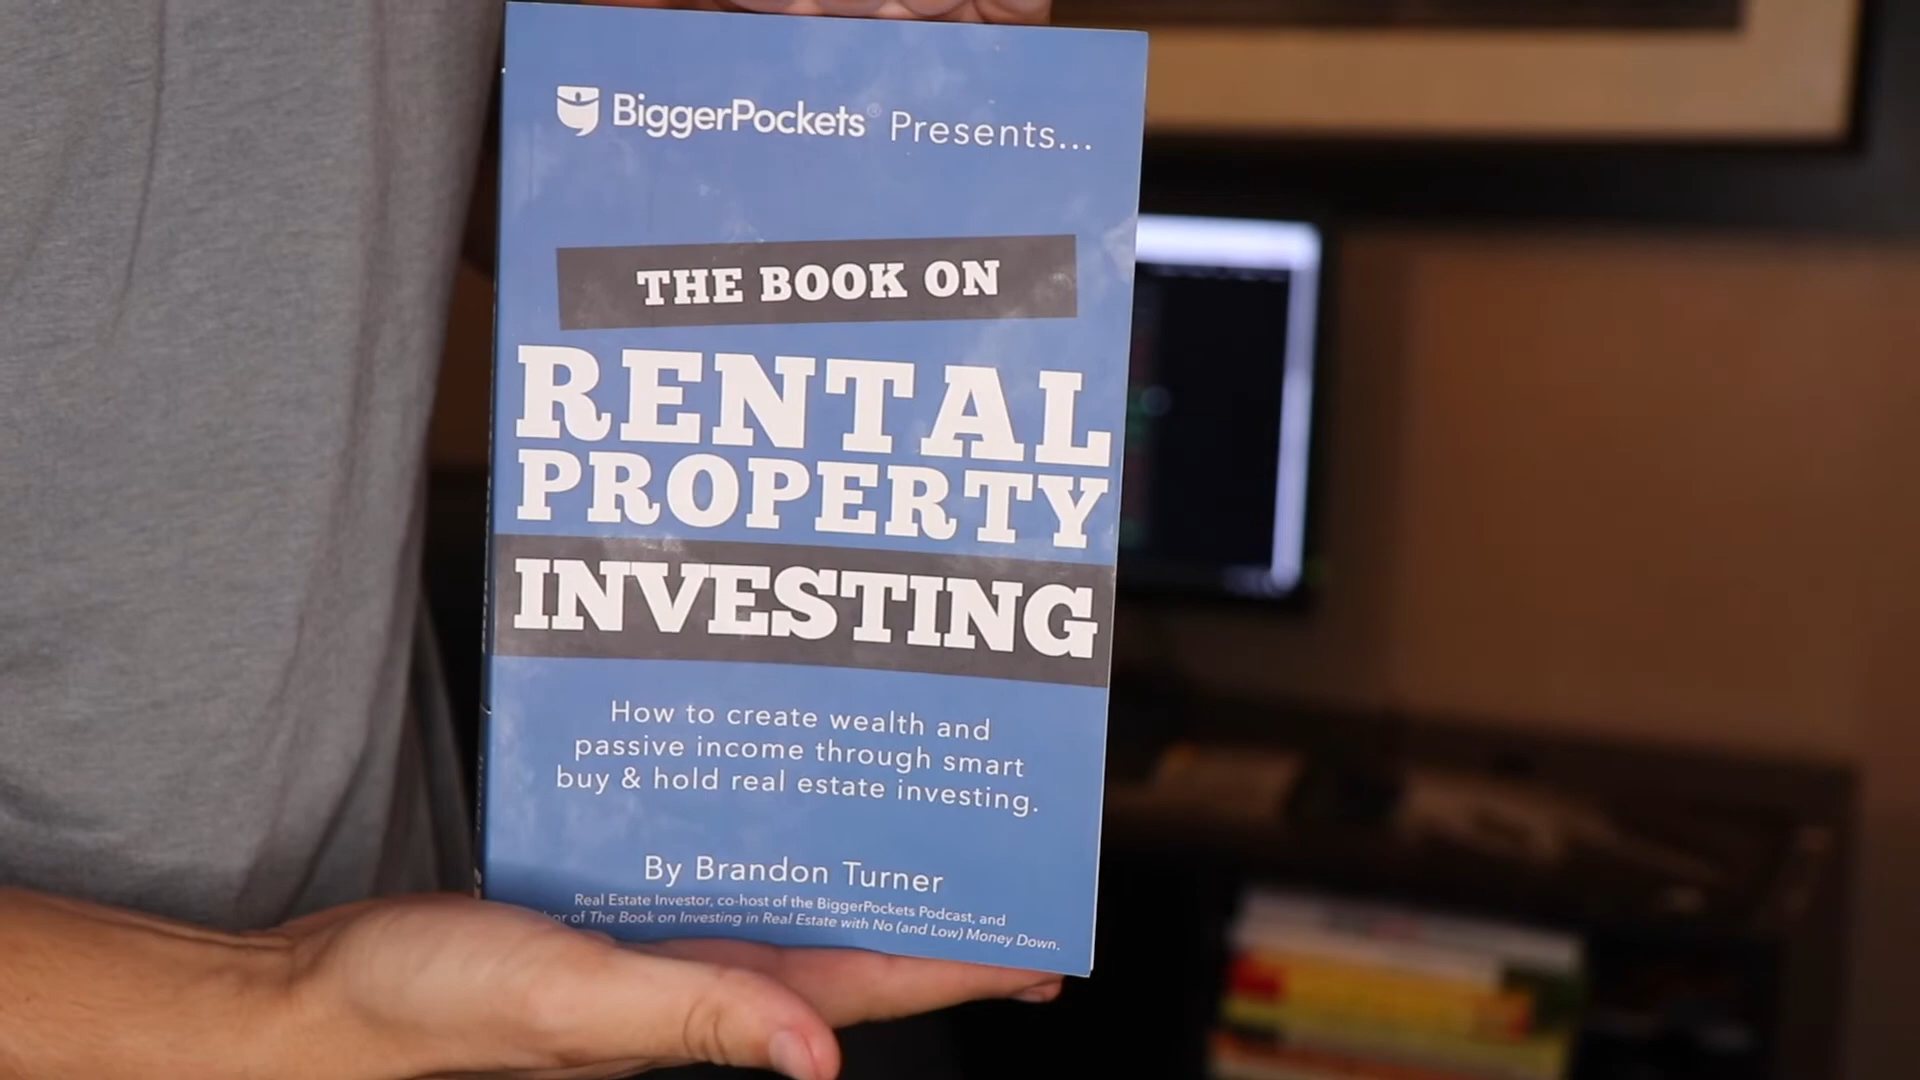 BiggerPockets® Presents...
THE BOOK ON
RENTAL
PROPERTY
INVESTING
How to create wealth and
passive income through smart
buy & hold real estate investing.
By Brandon Turner
Real Estate Investor, co-host of the BiggerPockets Podcast, and
of The Book on Investing in Real Estate with No (and Low) Money Down.